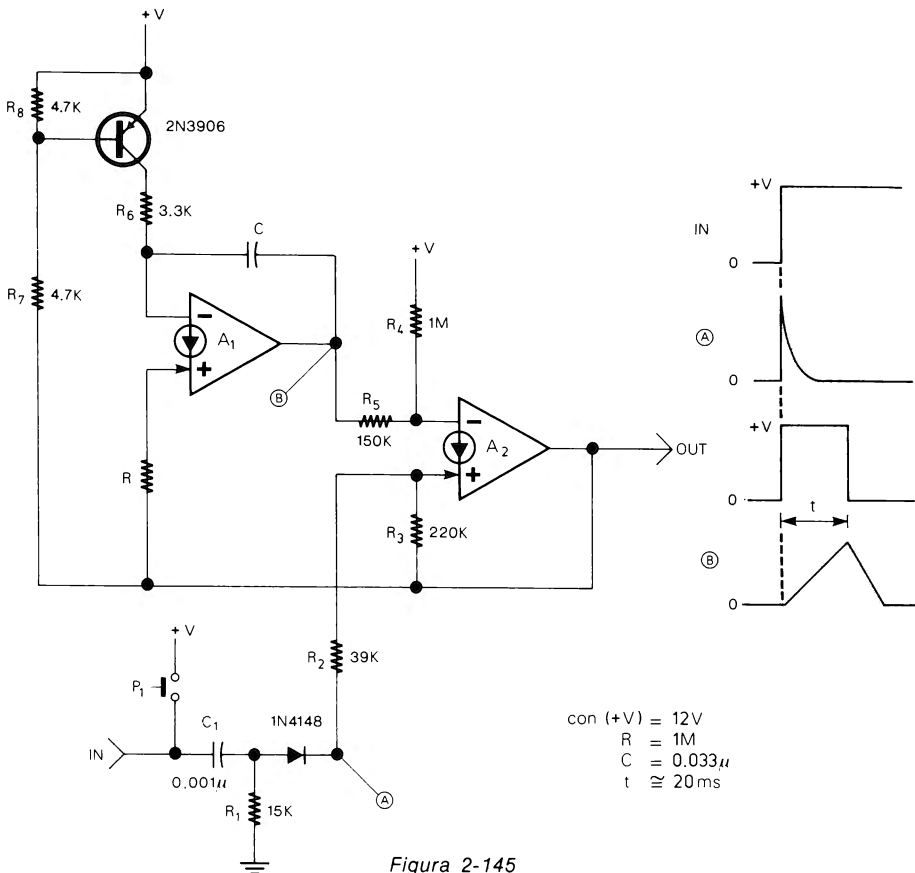 +V
R8 4.7K
2N3906
R6 3.3K
C
+V
R7 4.7K
R4 1M
−
A1
+
B
R5
150K
−
A2
+
OUT
R
R3 220K
+V
P1
R2 39K
C1
1N4148
IN
0.001µ
R1 15K
A
+V
IN
0
A
0
+V
0
t
B
0
con (+V) = 12V
R = 1M
C = 0.033µ
t ≅ 20ms
Figura 2-145